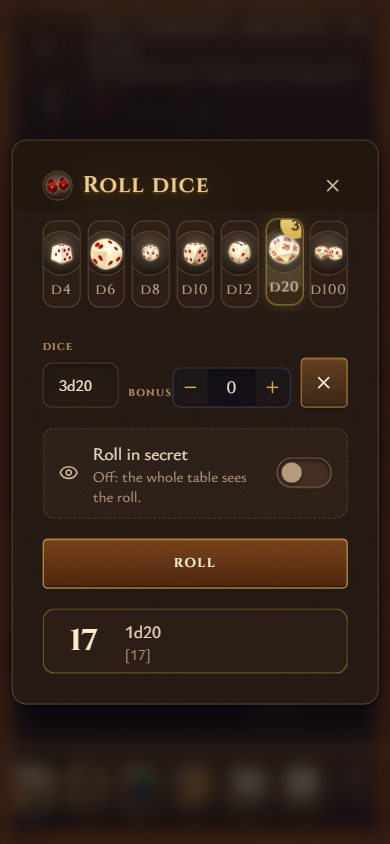 Roll dice
3
D4 D6 D8 D10 D12 D20 D100
DICE
3d20 BONUS − 0 +
Roll in secret
Off: the whole table sees
the roll.
ROLL
17 1d20
[17]